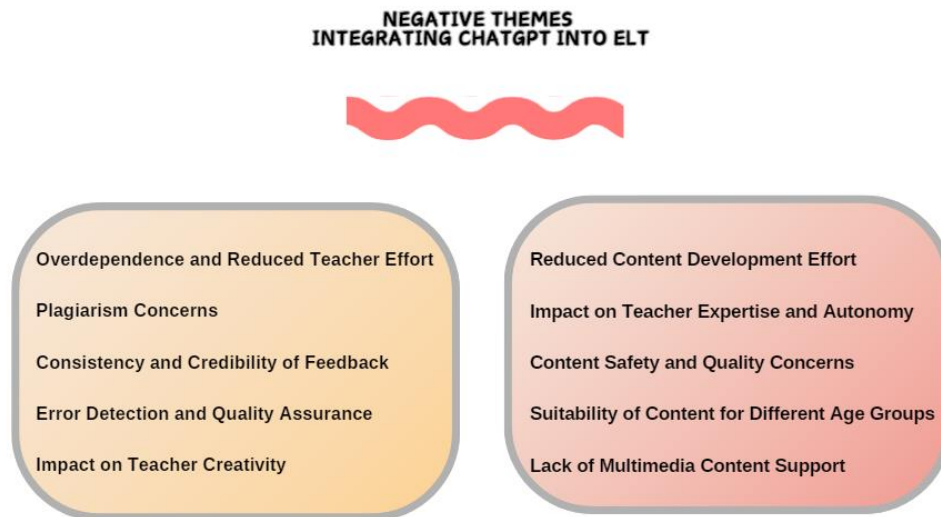 NEGATIVE THEMES
INTEGRATING CHATGPT INTO ELT
Overdependence and Reduced Teacher Effort
Plagiarism Concerns
Consistency and Credibility of Feedback
Error Detection and Quality Assurance
Impact on Teacher Creativity
Reduced Content Development Effort
Impact on Teacher Expertise and Autonomy
Content Safety and Quality Concerns
Suitability of Content for Different Age Groups
Lack of Multimedia Content Support